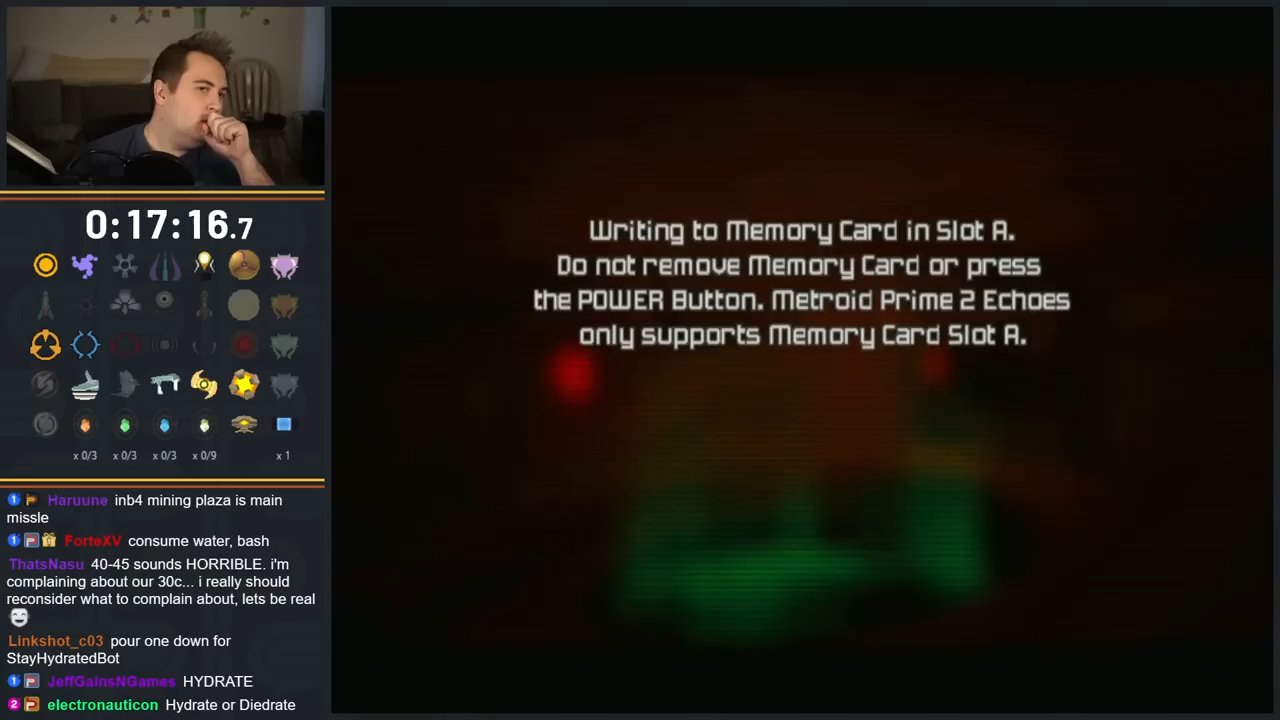 0:17:16.7
x 0/3
x 0/3
x 0/3
x 0/9
x 1
Haruune inb4 mining plaza is main
missle
ForteXV consume water, bash
ThatsNasu 40-45 sounds HORRIBLE. i'm
complaining about our 30c... i really should
reconsider what to complain about, lets be real
Linkshot_c03 pour one down for
StayHydratedBot
JeffGainsNGames HYDRATE
electronauticon Hydrate or Diedrate
Writing to Memory Card in Slot A.
Do not remove Memory Card or press
the POWER Button. Metroid Prime 2 Echoes
only supports Memory Card Slot A.